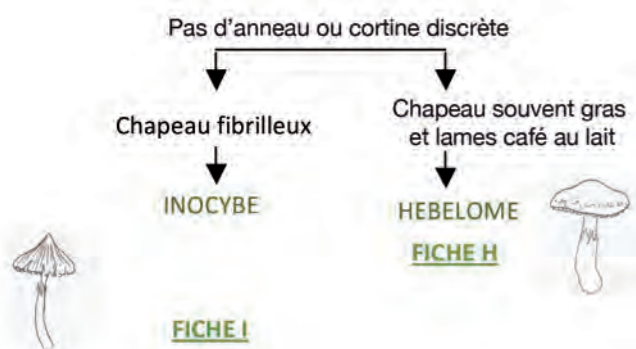 Pas d’anneau ou cortine discrète
Chapeau fibrilleux
Chapeau souvent gras
et lames café au lait
INOCYBE
HEBELOME
FICHE H
FICHE I